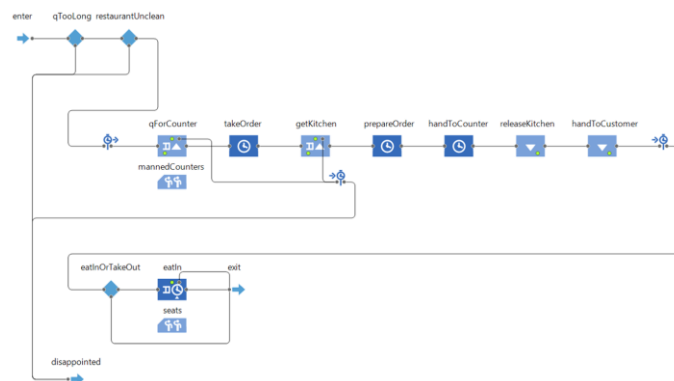 enter qTooLong restaurantUnclean
qForCounter takeOrder getKitchen prepareOrder handToCounter releaseKitchen handToCustomer
mannedCounters
eatInOrTakeOut eatIn exit
seats
disappointed